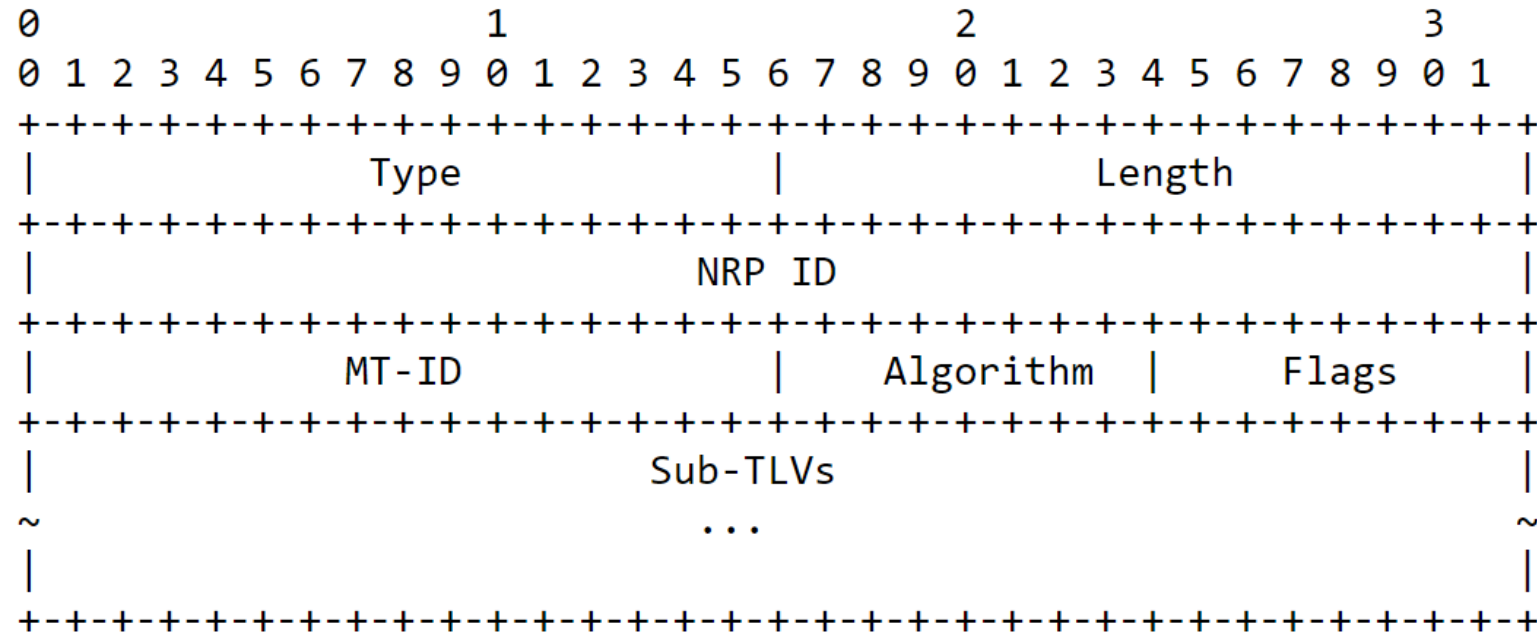 0                   1                   2                   3
0 1 2 3 4 5 6 7 8 9 0 1 2 3 4 5 6 7 8 9 0 1 2 3 4 5 6 7 8 9 0 1
+-+-+-+-+-+-+-+-+-+-+-+-+-+-+-+-+-+-+-+-+-+-+-+-+-+-+-+-+-+-+-+-+
|              Type             |             Length            |
+-+-+-+-+-+-+-+-+-+-+-+-+-+-+-+-+-+-+-+-+-+-+-+-+-+-+-+-+-+-+-+-+
|                            NRP ID                             |
+-+-+-+-+-+-+-+-+-+-+-+-+-+-+-+-+-+-+-+-+-+-+-+-+-+-+-+-+-+-+-+-+
|             MT-ID             |    Algorithm  |     Flags     |
+-+-+-+-+-+-+-+-+-+-+-+-+-+-+-+-+-+-+-+-+-+-+-+-+-+-+-+-+-+-+-+-+
|                          Sub-TLVs                             |
~                            ...                                ~
|                                                               |
+-+-+-+-+-+-+-+-+-+-+-+-+-+-+-+-+-+-+-+-+-+-+-+-+-+-+-+-+-+-+-+-+